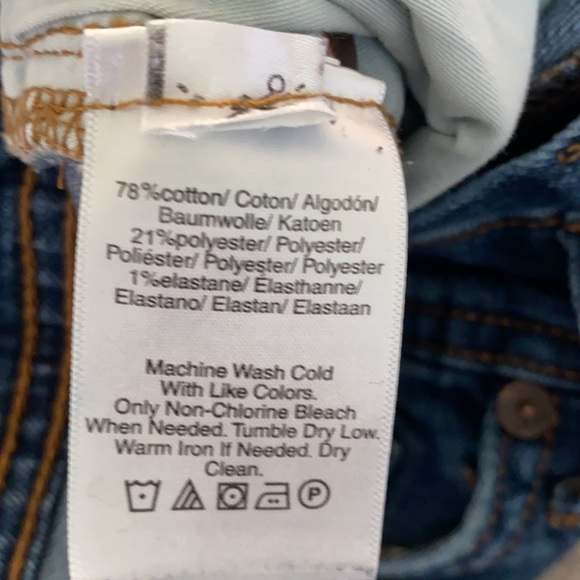 78%cotton/ Coton/ Algodón/
Baumwolle/ Katoen
21%polyester/ Polyester/
Poliéster/ Polyester/ Polyester
1%elastane/ Élasthanne/
Elastano/ Elastan/ Elastaan
Machine Wash Cold
With Like Colors.
Only Non-Chlorine Bleach
When Needed. Tumble Dry Low.
Warm Iron If Needed. Dry
Clean.
P